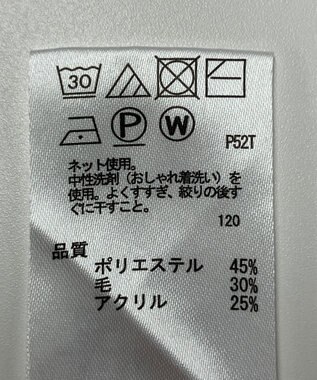 30
P W P52T
ネット使用。
中性洗剤(おしゃれ着洗い)を
使用。よくすすぎ、絞りの後す
ぐに干すこと。
120
品質
ポリエステル 45%
毛 30%
アクリル 25%